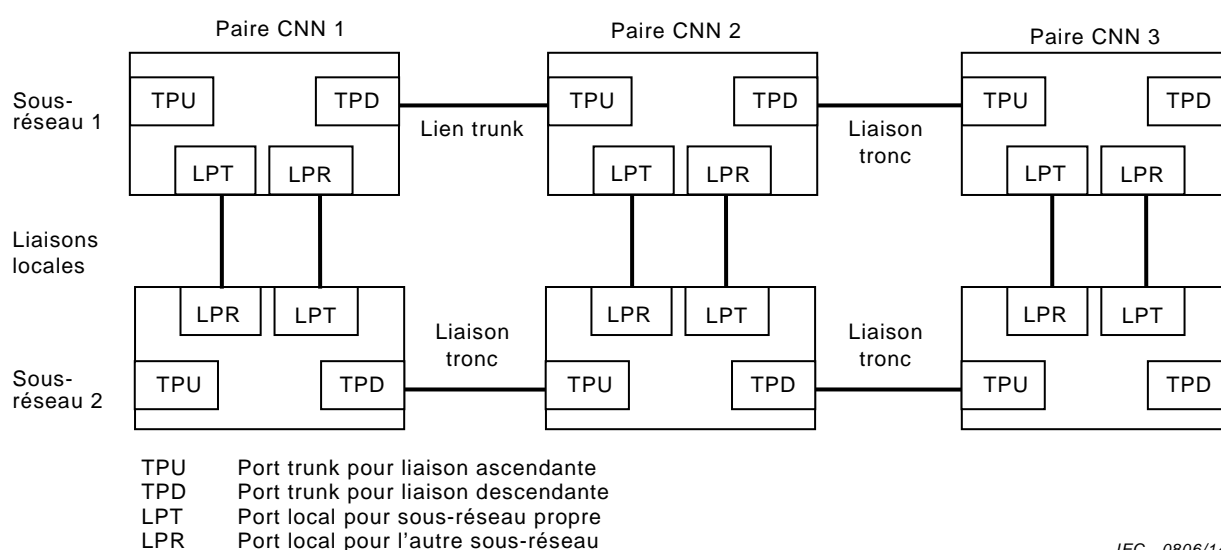 Paire CNN 1
Paire CNN 2
Paire CNN 3
Sous-
réseau 1
TPU
TPD
TPU
TPD
TPU
TPD
Lien trunk
Liaison
tronc
LPT
LPR
LPT
LPR
LPT
LPR
Liaisons
locales
LPR
LPT
LPR
LPT
LPR
LPT
Liaison
tronc
Liaison
tronc
Sous-
réseau 2
TPU
TPD
TPU
TPD
TPU
TPD
TPU Port trunk pour liaison ascendante
TPD Port trunk pour liaison descendante
LPT Port local pour sous-réseau propre
LPR Port local pour l'autre sous-réseau
IEC 0806/1